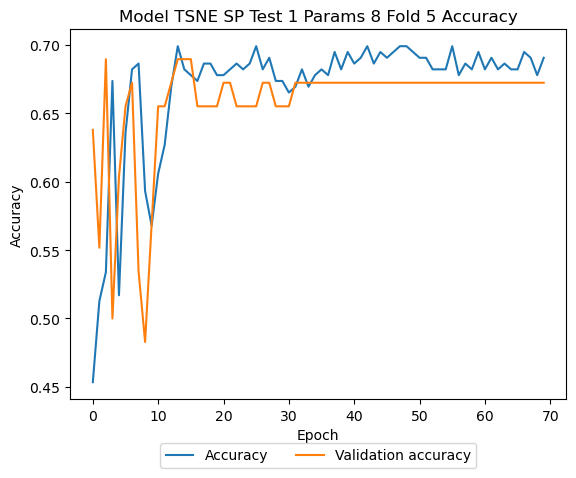 Model TSNE SP Test 1 Params 8 Fold 5 Accuracy
0.70
0.65
0.60
0.55
0.50
0.45
Accuracy
0 10 20 30 40 50 60 70
Epoch
Accuracy Validation accuracy